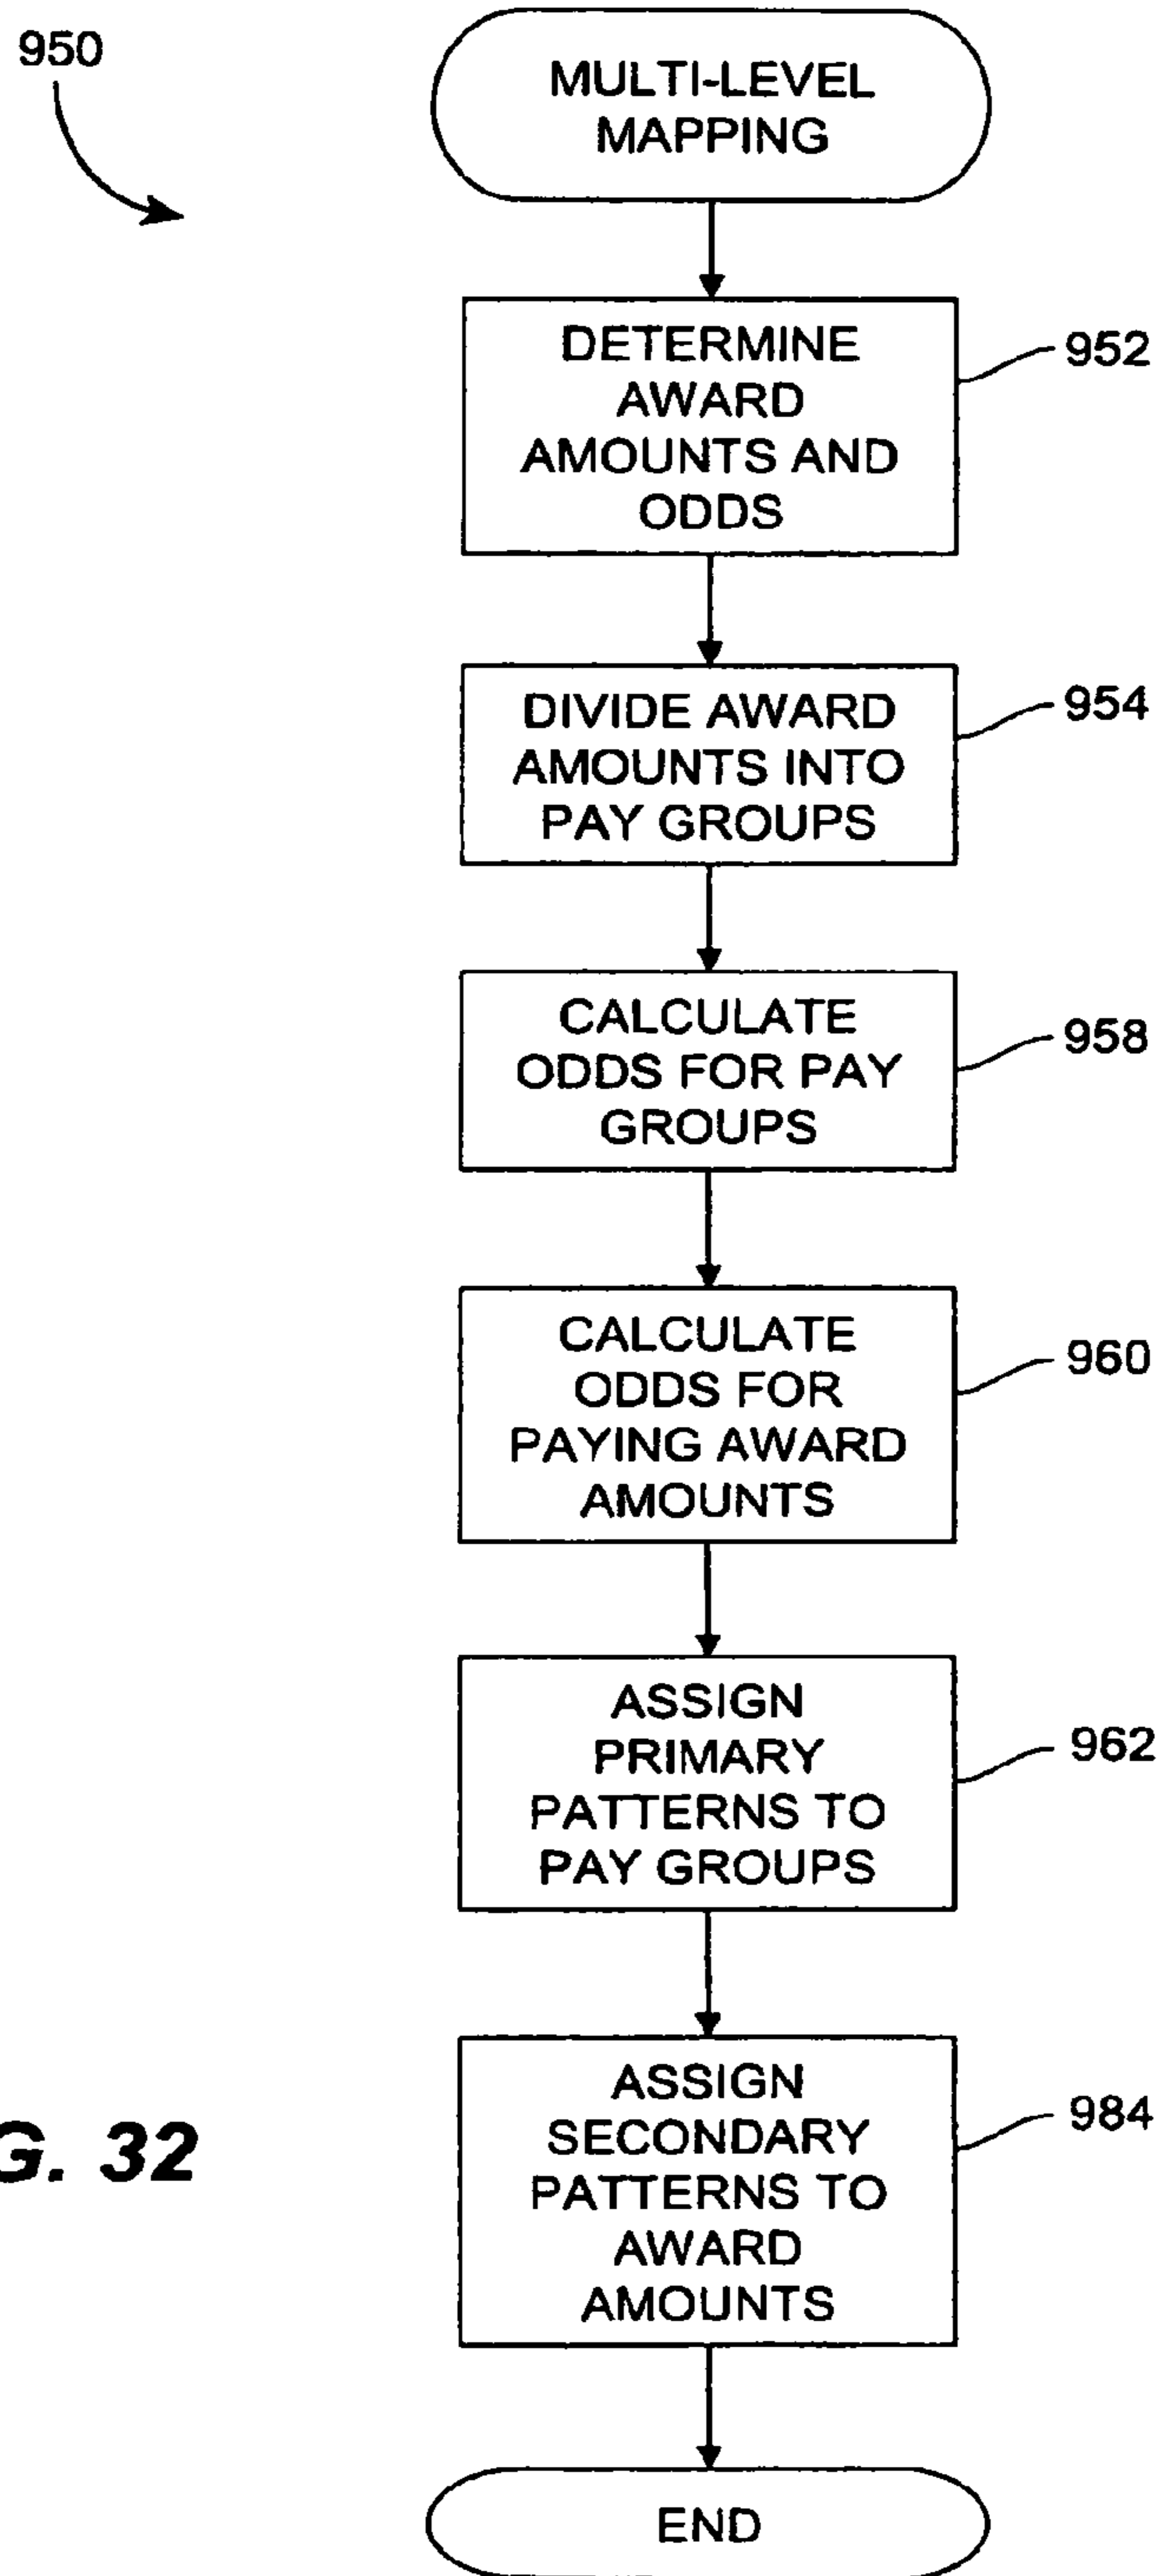 950
MULTI-LEVEL
MAPPING
DETERMINE
AWARD
AMOUNTS AND
ODDS
952
DIVIDE AWARD
AMOUNTS INTO
PAY GROUPS
954
CALCULATE
ODDS FOR PAY
GROUPS
958
CALCULATE
ODDS FOR
PAYING AWARD
AMOUNTS
960
ASSIGN
PRIMARY
PATTERNS TO
PAY GROUPS
962
ASSIGN
SECONDARY
PATTERNS TO
AWARD
AMOUNTS
984
G. 32
END